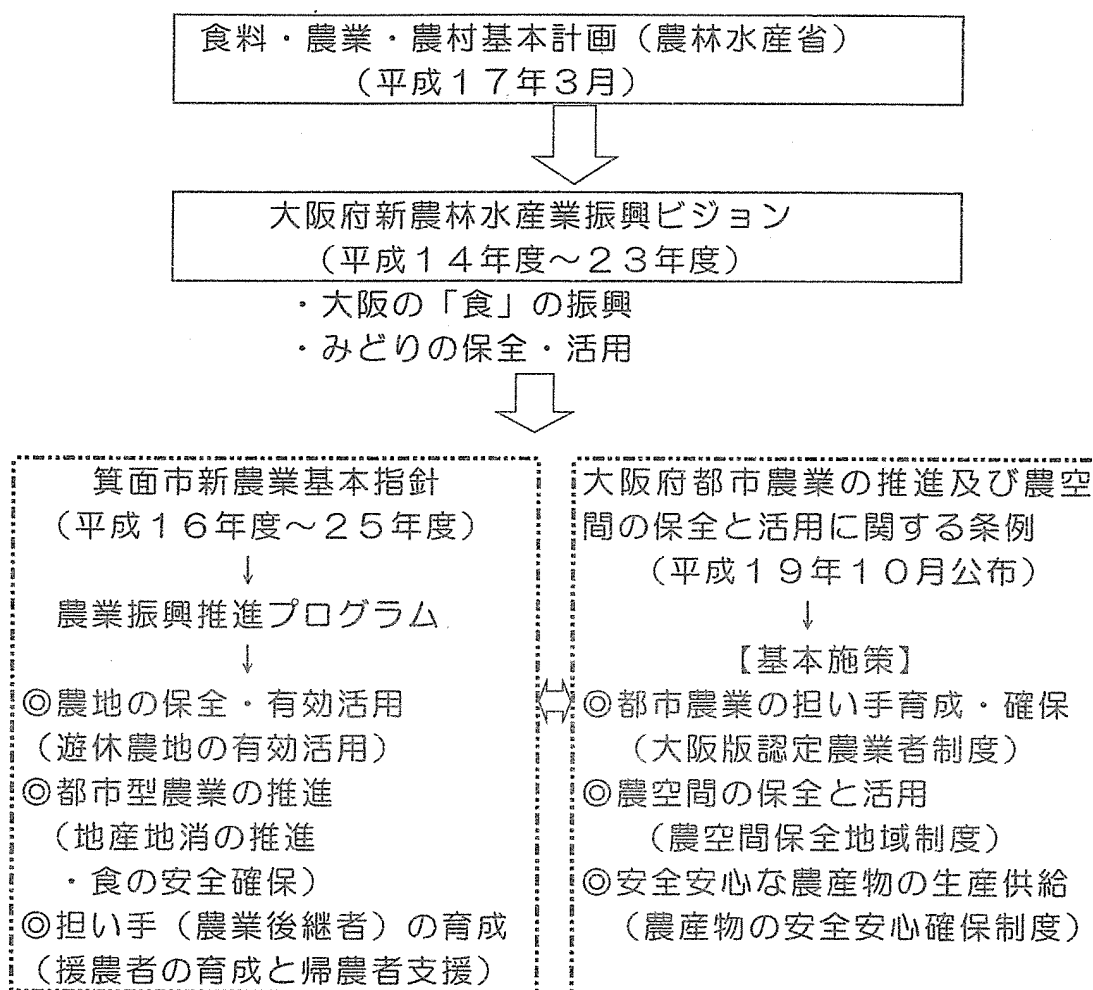 食料・農業・農村基本計画（農林水産省）
（平成１７年３月）
大阪府新農林水産業振興ビジョン
（平成１４年度～２３年度）
・大阪の「食」の振興
・みどりの保全・活用
箕面市新農業基本指針
（平成１６年度～２５年度）
↓
農業振興推進プログラム
↓
◎農地の保全・有効活用
（遊休農地の有効活用）
◎都市型農業の推進
（地産地消の推進
・食の安全確保）
◎担い手（農業後継者）の育成
（援農者の育成と帰農者支援）
大阪府都市農業の推進及び農空
間の保全と活用に関する条例
（平成１９年１０月公布）
↓
【基本施策】
◎都市農業の担い手育成・確保
（大阪版認定農業者制度）
◎農空間の保全と活用
（農空間保全地域制度）
◎安全安心な農産物の生産供給
（農産物の安全安心確保制度）